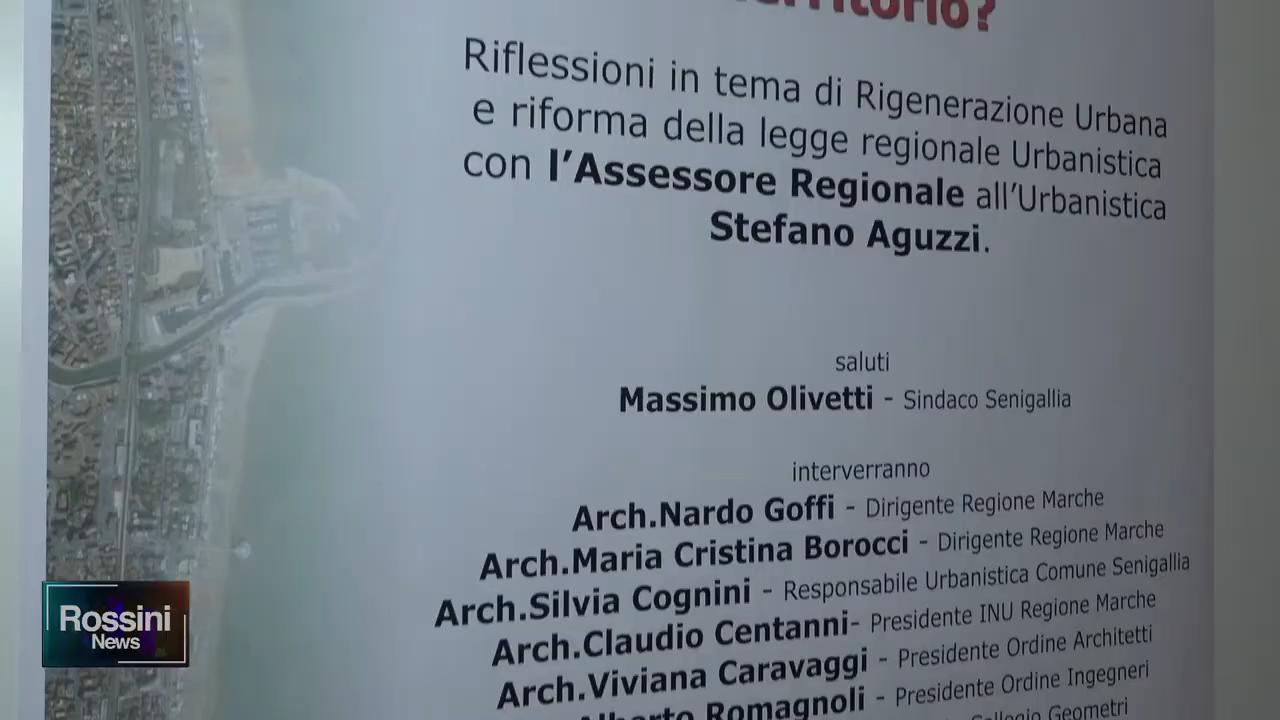 Riflessioni in tema di Rigenerazione Urbana
e riforma della legge regionale Urbanistica
con l'Assessore Regionale all'Urbanistica
Stefano Aguzzi.
saluti
Massimo Olivetti - Sindaco Senigallia
interverranno
Arch.Nardo Goffi - Dirigente Regione Marche
Arch.Maria Cristina Borocci - Dirigente Regione Marche
Arch.Silvia Cognini - Responsabile Urbanistica Comune Senigallia
Arch.Claudio Centanni- Presidente INU Regione Marche
Arch.Viviana Caravaggi - Presidente Ordine Architetti
Alberto Romagnoli - Presidente Ordine Ingegneri
Collegio Geometri
Rossini
News